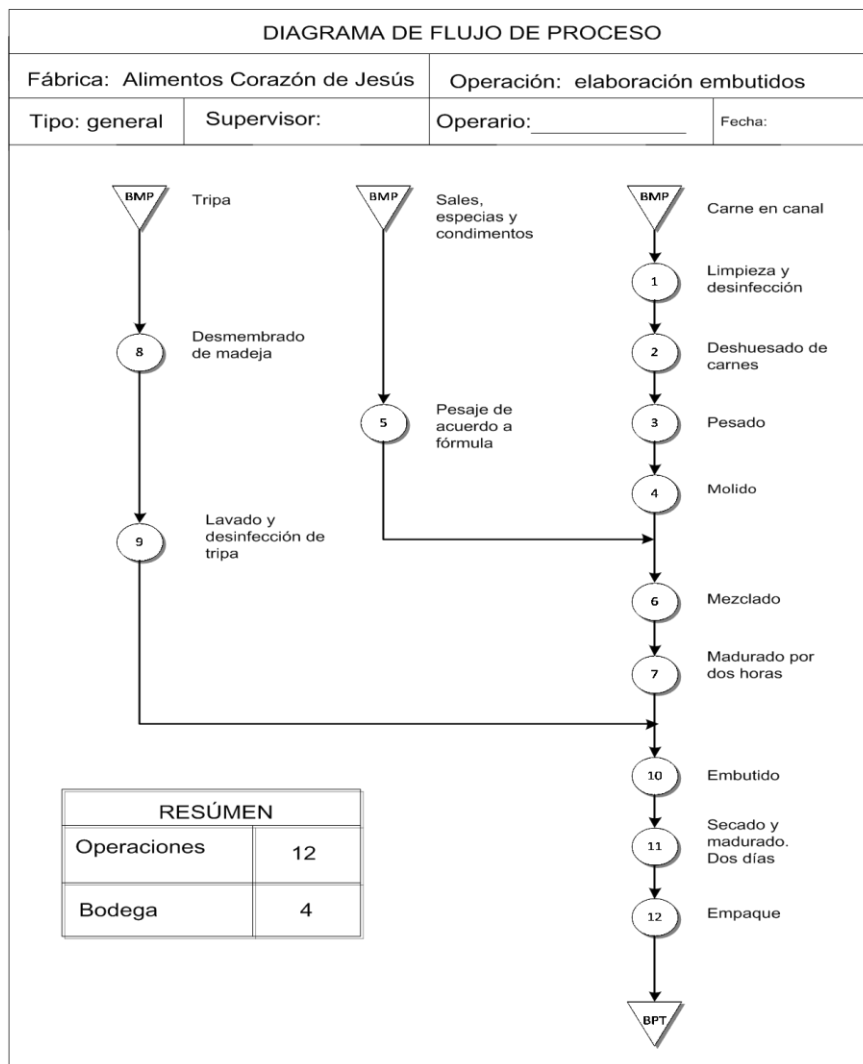 DIAGRAMA DE FLUJO DE PROCESO
Fábrica: Alimentos Corazón de Jesús
Operación: elaboración embutidos
Tipo: general
Supervisor:
Operario:
Fecha:
BMP
Tripa
BMP
Sales,
especias y
condimentos
BMP
Carne en canal
1
Limpieza y
desinfección
8
Desmembrado
de madeja
2
Deshuesado de
carnes
5
Pesaje de
acuerdo a
fórmula
3
Pesado
4
Molido
9
Lavado y
desinfección de
tripa
6
Mezclado
7
Madurado por
dos horas
10
Embutido
11
Secado y
madurado.
Dos días
12
Empaque
BPT
RESÚMEN
Operaciones
12
Bodega
4